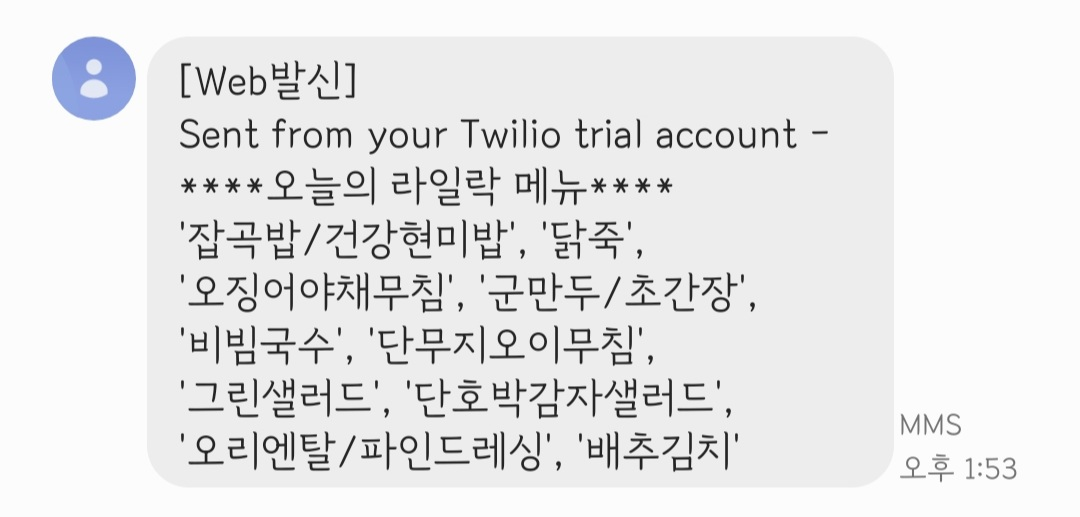 [Web발신]
Sent from your Twilio trial account -
****오늘의 라일락 메뉴****
'잡곡밥/건강현미밥', '닭죽',
'오징어야채무침', '군만두/초간장',
'비빔국수', '단무지오이무침',
'그린샐러드', '단호박감자샐러드',
'오리엔탈/파인드레싱', '배추김치'
MMS
오후 1:53